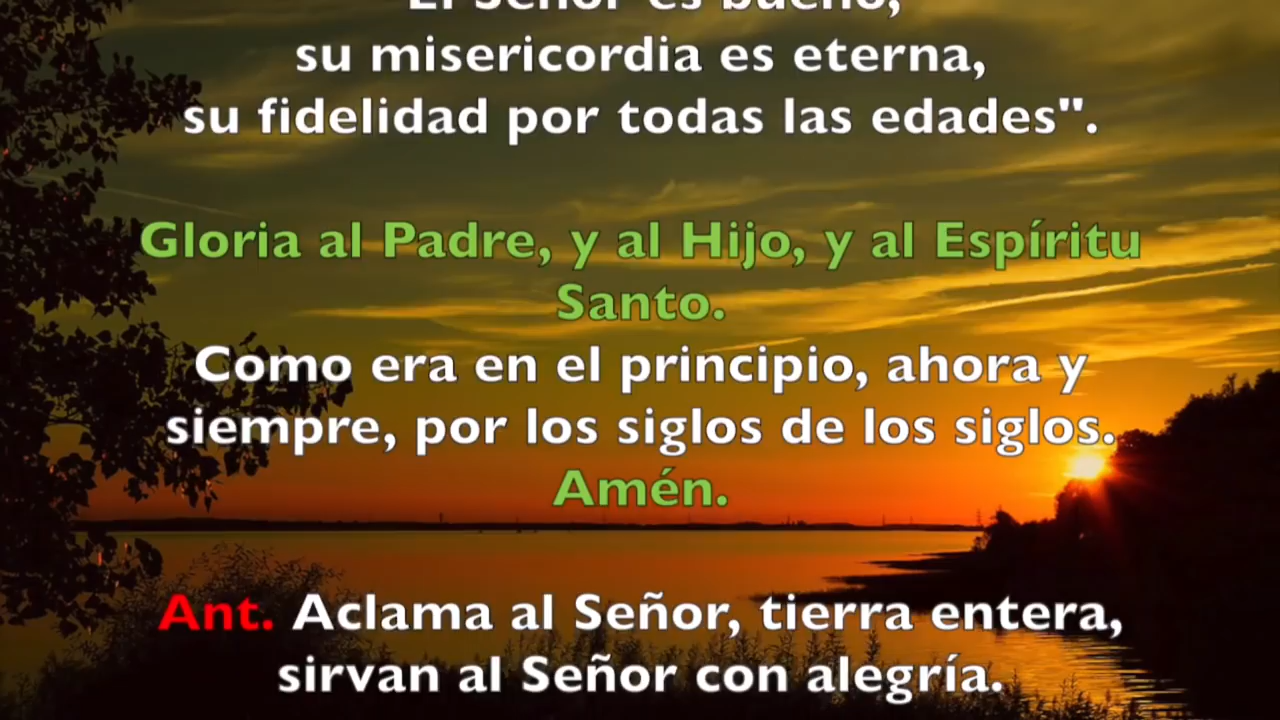 El Señor es bueno,
su misericordia es eterna,
su fidelidad por todas las edades".
Gloria al Padre, y al Hijo, y al Espíritu
Santo.
Como era en el principio, ahora y
siempre, por los siglos de los siglos.
Amén.
Ant. Aclama al Señor, tierra entera,
sirvan al Señor con alegría.